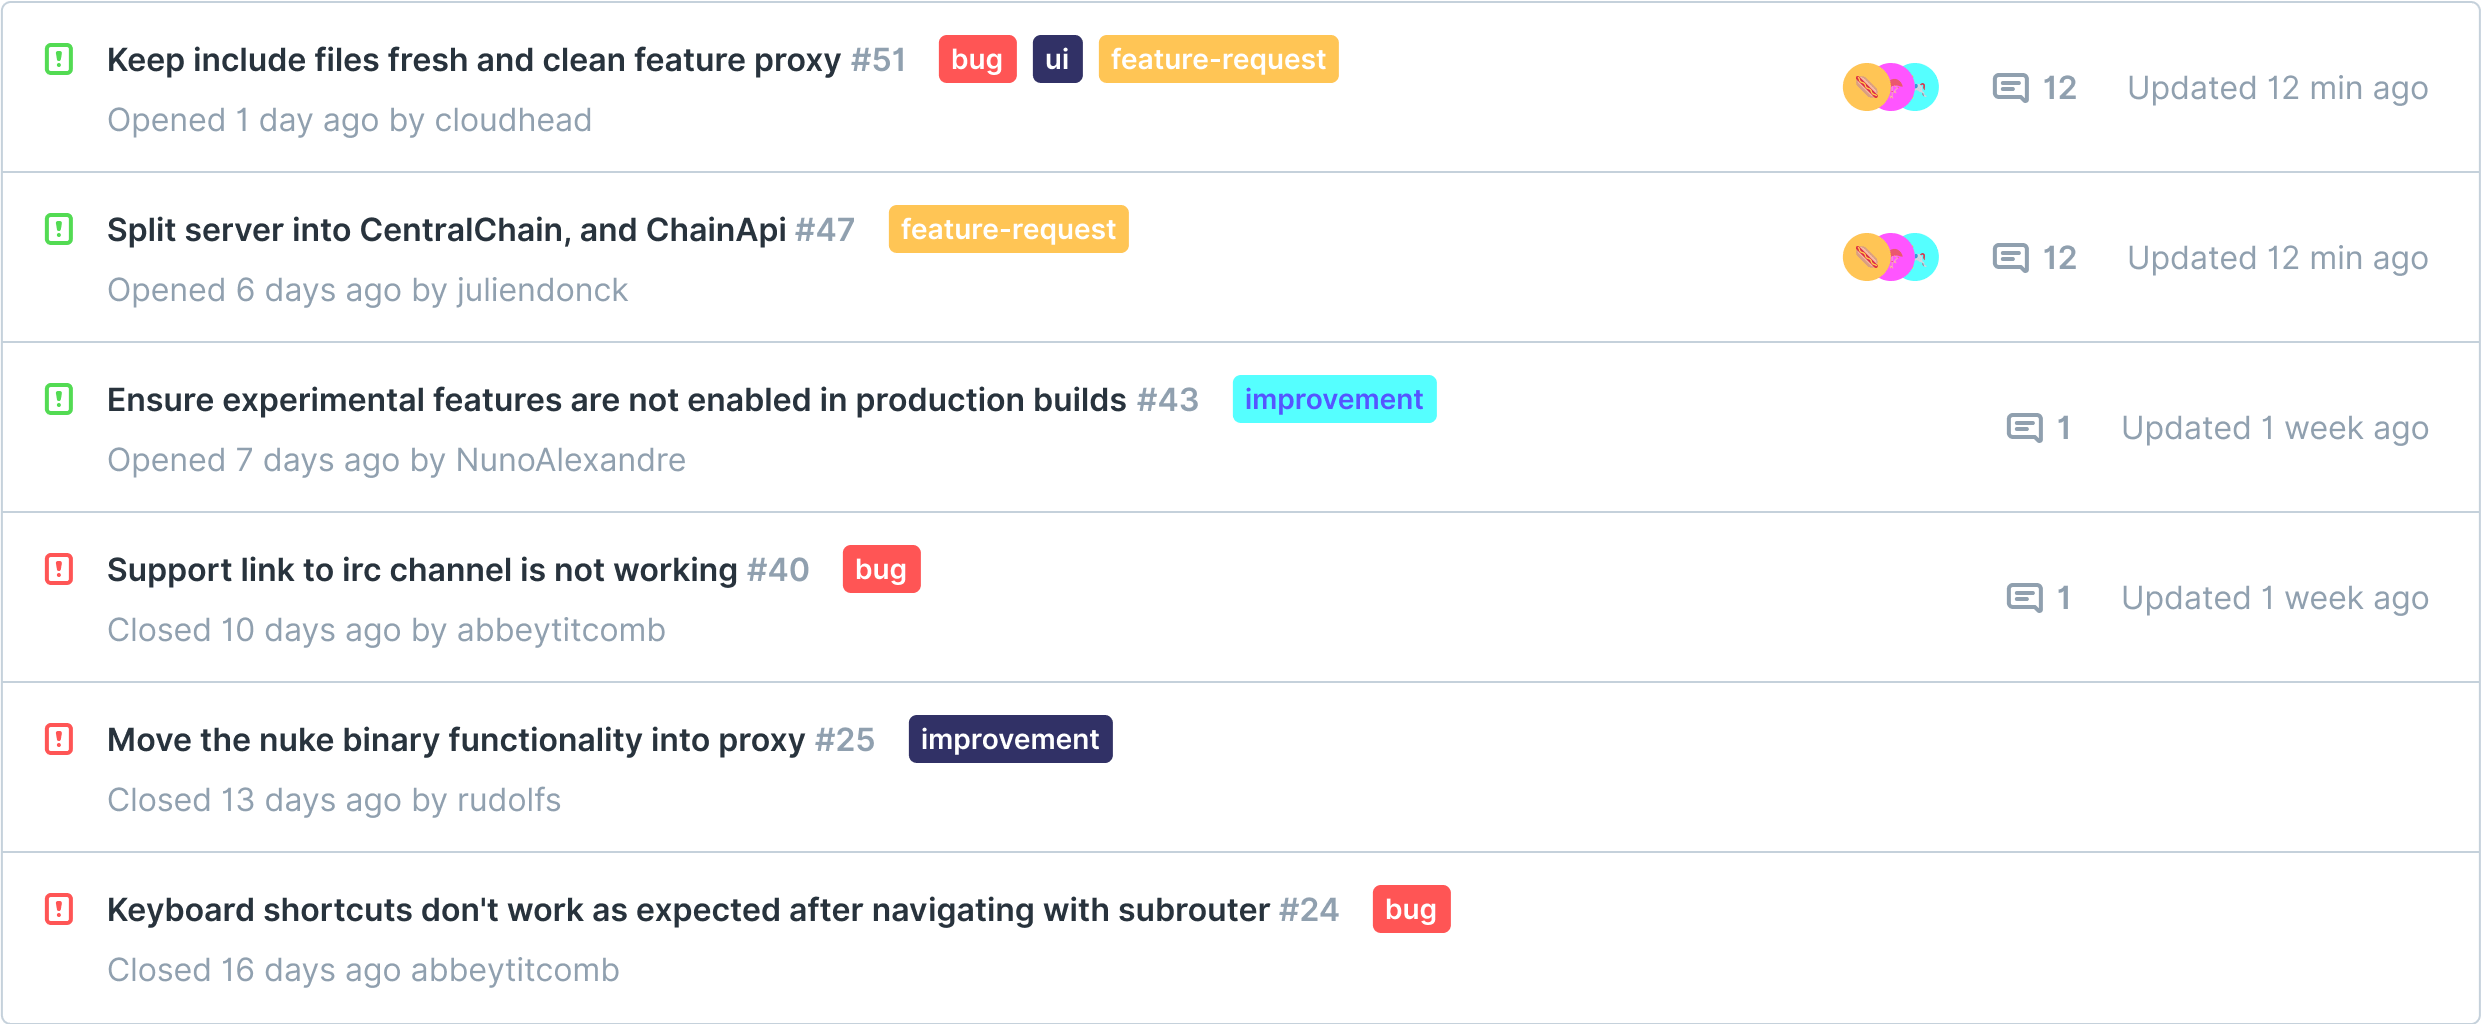 Keep include files fresh and clean feature proxy #51 bug ui feature-request
12 Updated 12 min ago
Opened 1 day ago by cloudhead
Split server into CentralChain, and ChainApi #47 feature-request
12 Updated 12 min ago
Opened 6 days ago by juliendonck
Ensure experimental features are not enabled in production builds #43 improvement
1 Updated 1 week ago
Opened 7 days ago by NunoAlexandre
Support link to irc channel is not working #40 bug
1 Updated 1 week ago
Closed 10 days ago by abbeytitcomb
Move the nuke binary functionality into proxy #25 improvement
Closed 13 days ago by rudolfs
Keyboard shortcuts don't work as expected after navigating with subrouter #24 bug
Closed 16 days ago abbeytitcomb